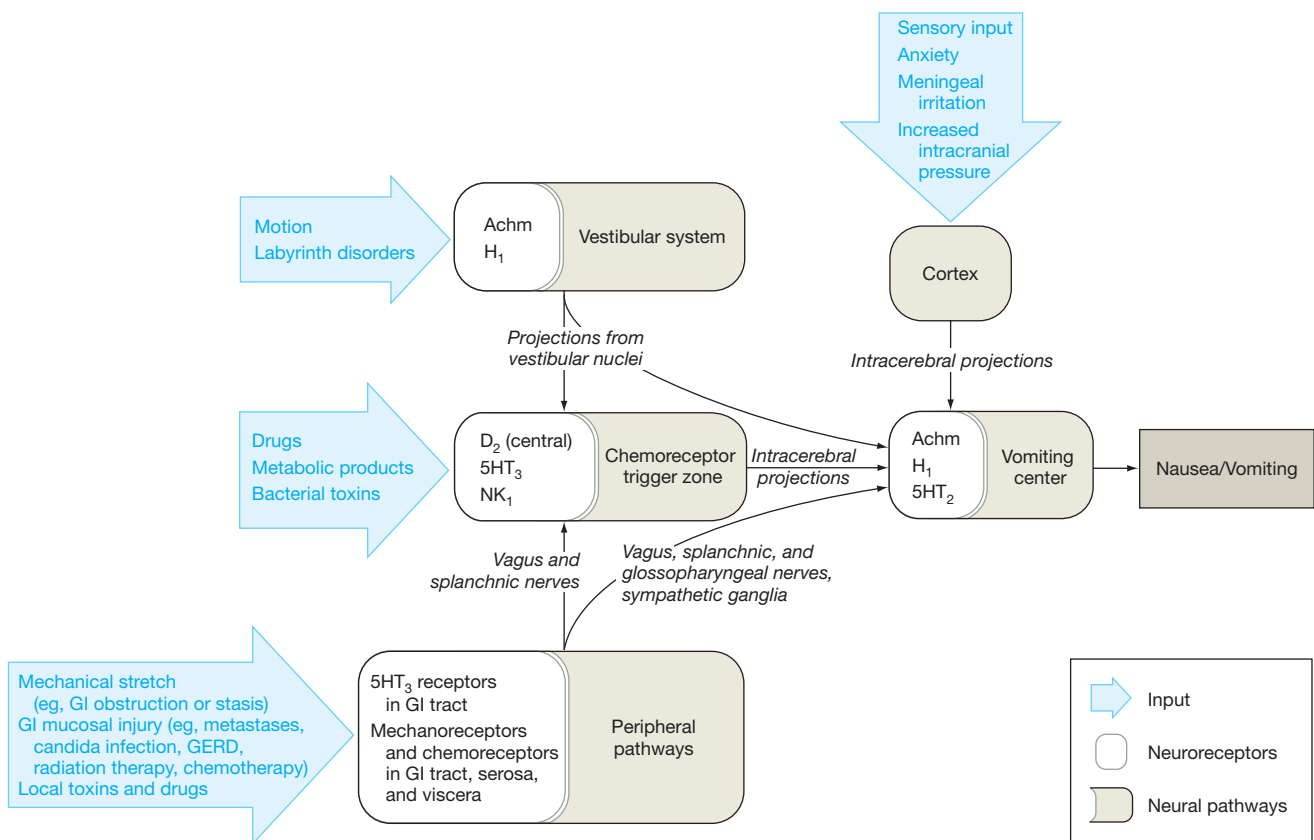 Sensory input
Anxiety
Meningeal
irritation
Increased
intracranial
pressure
Motion
Labyrinth disorders
Achm
H1
Vestibular system
Cortex
Projections from
vestibular nuclei
Intracerebral projections
Drugs
Metabolic products
Bacterial toxins
D2 (central)
5HT3
NK1
Chemoreceptor
trigger zone
Intracerebral
projections
Achm
H1
5HT2
Vomiting
center
Nausea/Vomiting
Vagus and
splanchnic nerves
Vagus, splanchnic, and
glossopharyngeal nerves,
sympathetic ganglia
Mechanical stretch
(eg, GI obstruction or stasis)
GI mucosal injury (eg, metastases,
candida infection, GERD,
radiation therapy, chemotherapy)
Local toxins and drugs
5HT3 receptors
in GI tract
Mechanoreceptors
and chemoreceptors
in GI tract, serosa,
and viscera
Peripheral
pathways
Input
Neuroreceptors
Neural pathways